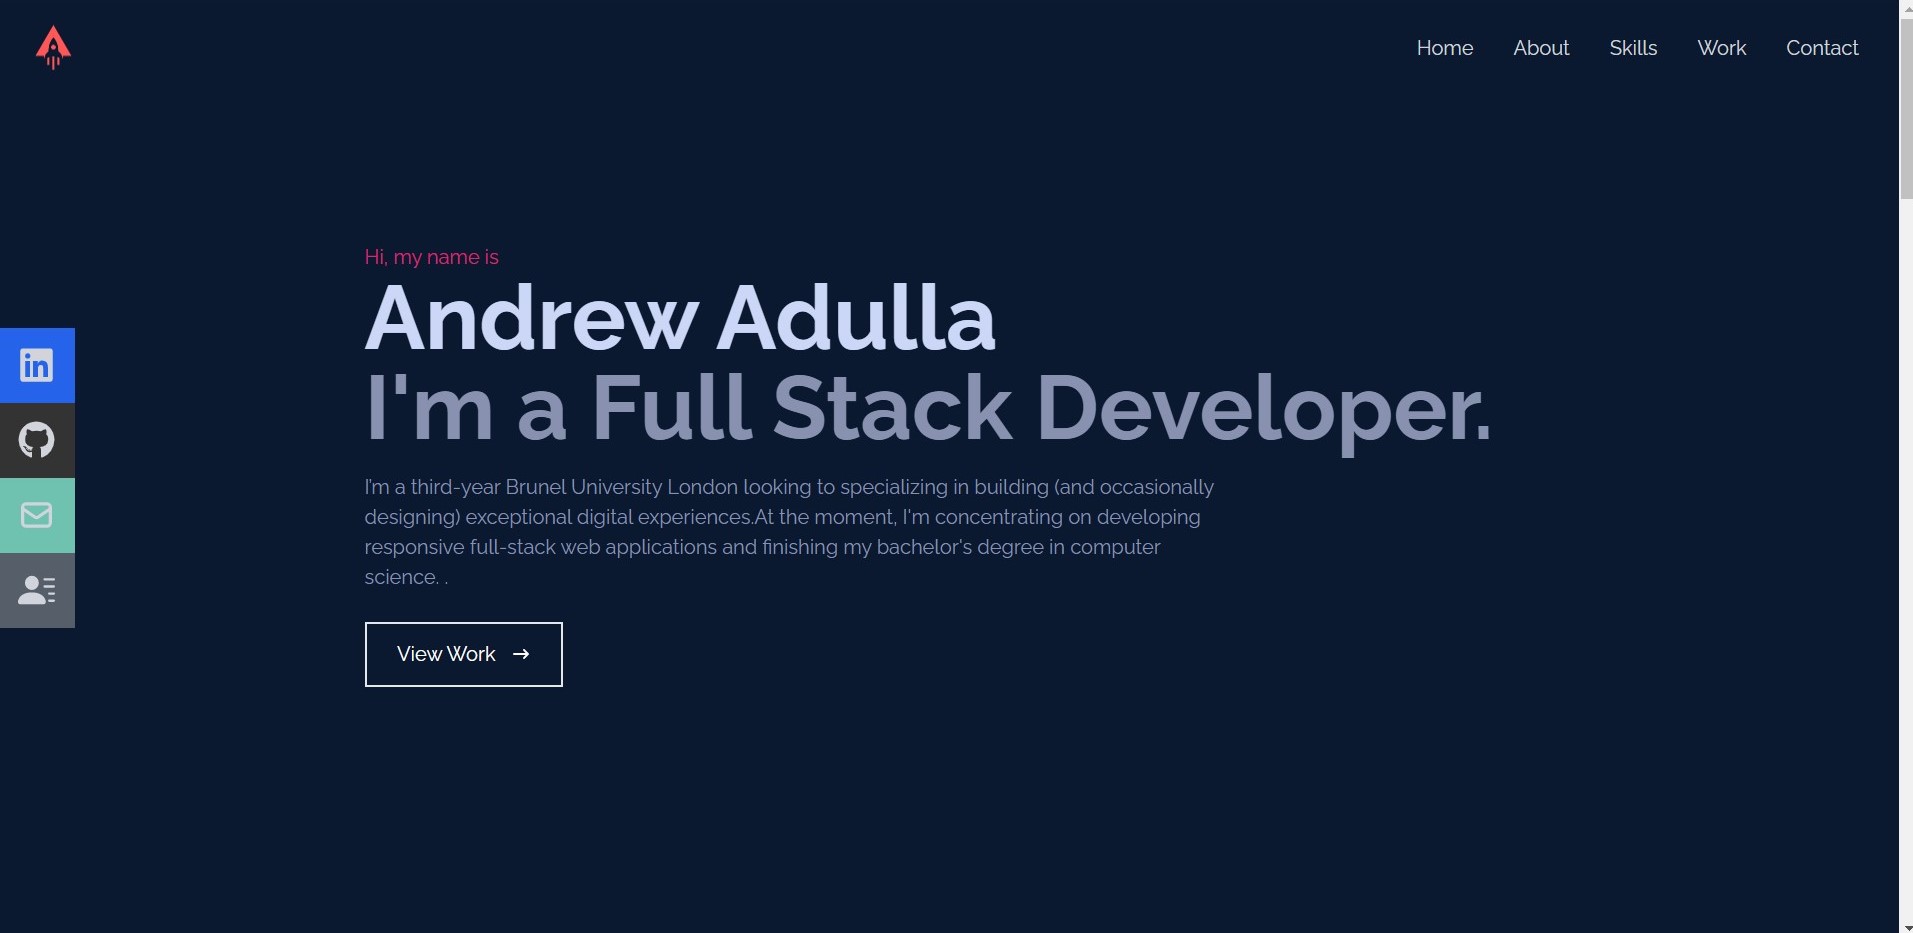 Home About Skills Work Contact
Hi, my name is
Andrew Adulla
I'm a Full Stack Developer.
I'm a third-year Brunel University London looking to specializing in building (and occasionally
designing) exceptional digital experiences.At the moment, I'm concentrating on developing
responsive full-stack web applications and finishing my bachelor's degree in computer
science. .
in
View Work →